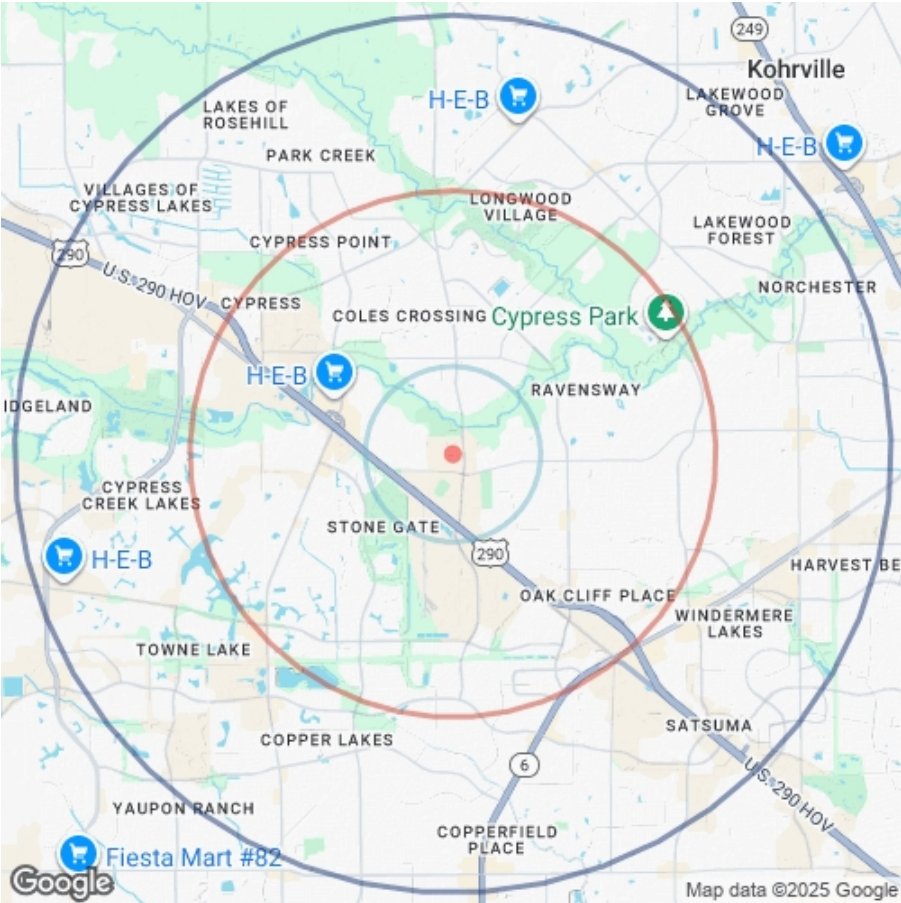 249
Kohrville
H-E-B
LAKEWOOD
GROVE
LAKES OF
ROSEHILL
H-E-B
PARK CREEK
VILLAGES OF
CYPRESS LAKES
LONGWOOD
VILLAGE
LAKEWOOD
FOREST
CYPRESS POINT
290
U.S. 290 HOV
NORCHESTER
CYPRESS
COLES CROSSING
Cypress Park
H-E-B
RAVENSWAY
IDGELAND
CYPRESS
CREEK LAKES
STONE GATE
290
H-E-B
HARVEST BE
OAK CLIFF PLACE
WINDERMERE
LAKES
TOWNE LAKE
SATSUMA
COPPER LAKES
6
U.S. 290 HOV
YAUPON RANCH
COPPERFIELD
PLACE
Fiesta Mart #82
Google
Map data ©2025 Google